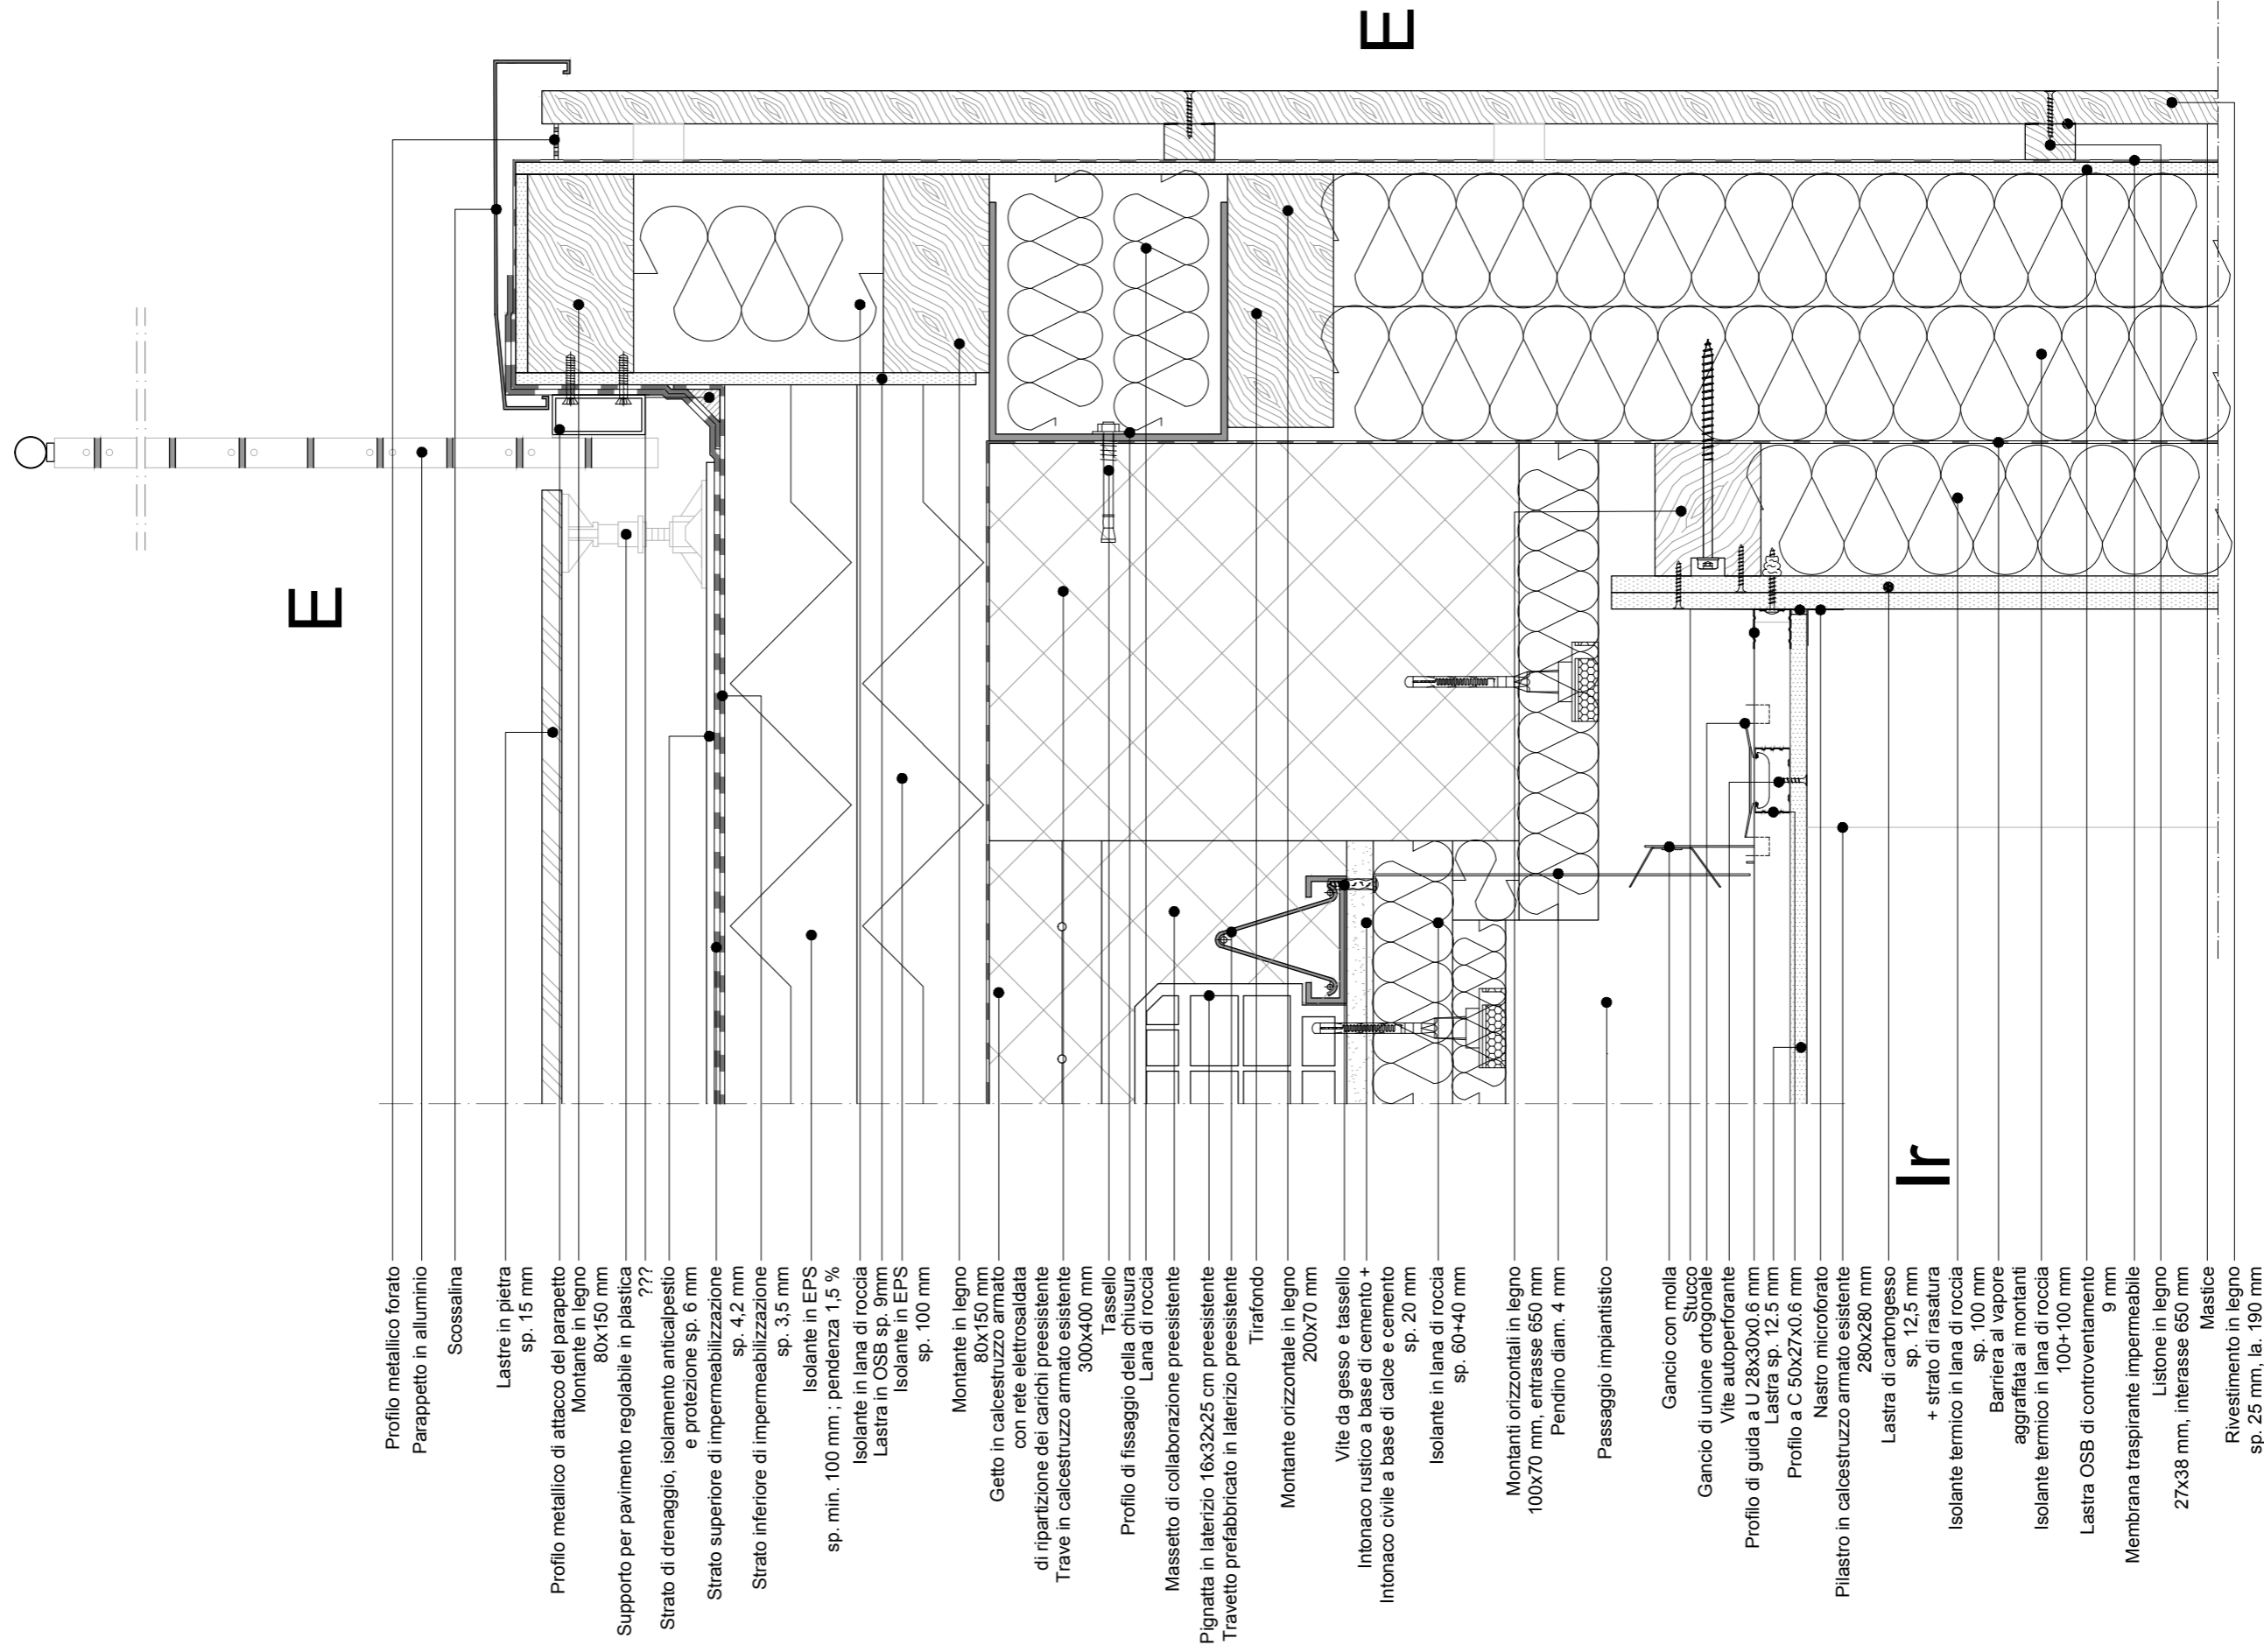 E
E
Ir
Profilo metallico forato
Parappetto in alluminio
Scossalina
Lastre in pietra
sp. 15 mm
Profilo metallico di attacco del parapetto
Montante in legno
80x150 mm
Supporto per pavimento regolabile in plastica
???
Strato di drenaggio, isolamento anticalpestio
e protezione sp. 6 mm
Strato superiore di impermeabilizzazione
sp. 4,2 mm
Strato inferiore di impermeabilizzazione
sp. 3,5 mm
Isolante in EPS
sp. min. 100 mm ; pendenza 1,5 %
Isolante in lana di roccia
Lastra in OSB sp. 9mm
Isolante in EPS
sp. 100 mm
Montante in legno
80x150 mm
Getto in calcestruzzo armato
con rete elettrosaldata
di ripartizione dei carichi preesistente
Trave in calcestruzzo armato esistente
300x400 mm
Tassello
Profilo di fissaggio della chiusura
Lana di roccia
Massetto di collaborazione preesistente
Pignatta in laterizio 16x32x25 cm preesistente
Travetto prefabbricato in laterizio preesistente
Tirafondo
Montante orizzontale in legno
200x70 mm
Vite da gesso e tassello
Intonaco rustico a base di cemento +
Intonaco civile a base di calce e cemento
sp. 20 mm
Isolante in lana di roccia
sp. 60+40 mm
Montanti orizzontali in legno
100x70 mm, entrasse 650 mm
Pendino diam. 4 mm
Passaggio impiantistico
Gancio con molla
Stucco
Gancio di unione ortogonale
Vite autoperforante
Profilo di guida a U 28x30x0.6 mm
Lastra sp. 12.5 mm
Profilo a C 50x27x0.6 mm
Nastro microforato
Pilastro in calcestruzzo armato esistente
280x280 mm
Lastra di cartongesso
sp. 12,5 mm
+ strato di rasatura
Isolante termico in lana di roccia
sp. 100 mm
Barriera al vapore
aggraffata ai montanti
Isolante termico in lana di roccia
100+100 mm
Lastra OSB di controventamento
9 mm
Membrana traspirante impermeabile
Listone in legno
27x38 mm, interasse 650 mm
Mastice
Rivestimento in legno
sp. 25 mm, la. 190mm